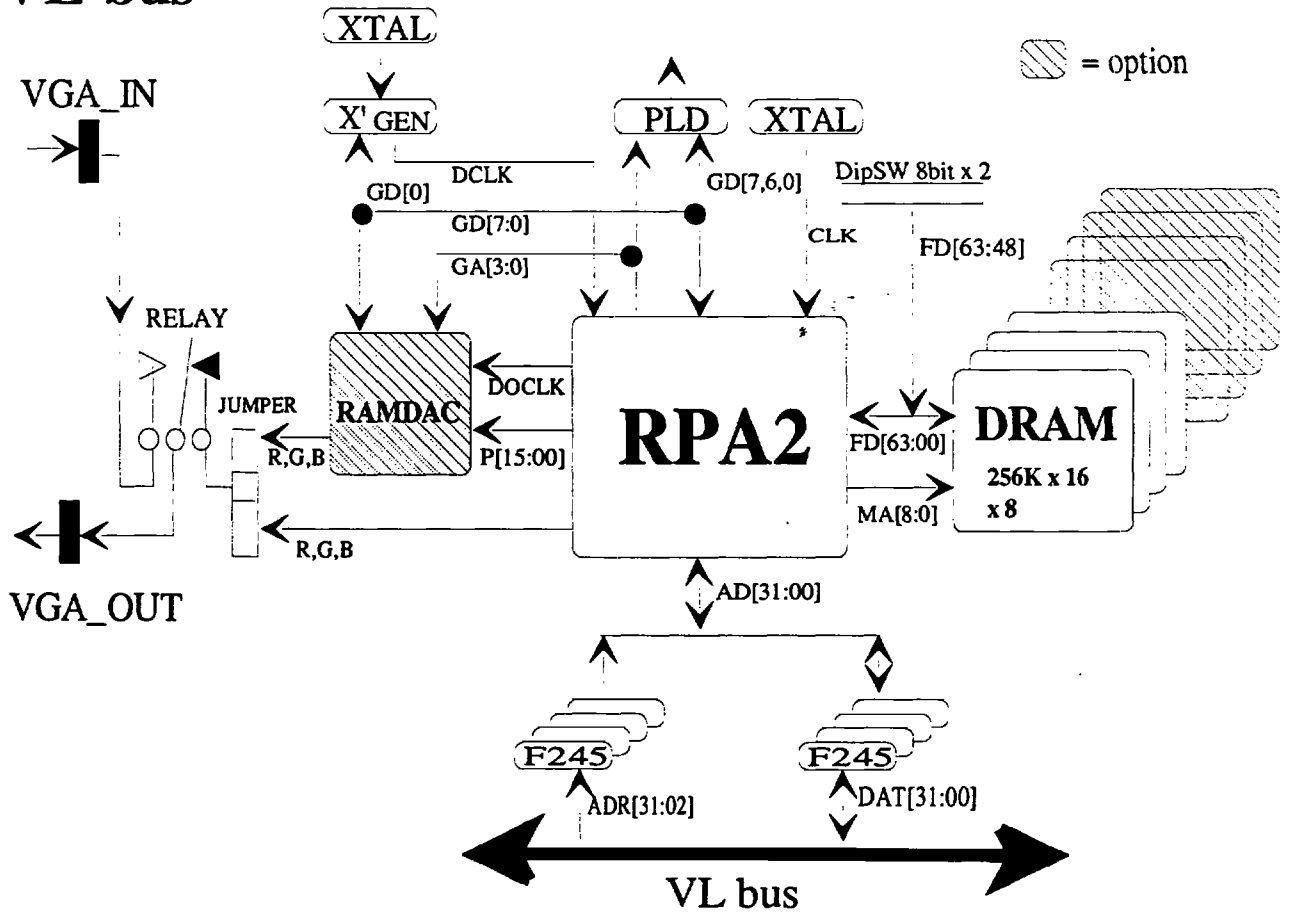 VL bus
XTAL
= option
VGA_IN
X' GEN
PLD
XTAL
DCLK
GD[7,6,0]
DipSW 8bit x 2
GD[0]
GD[7:0]
CLK
FD[63:48]
GA[3:0]
RELAY
JUMPER
RAMDAC
DOCLK
RPA2
DRAM
R,G,B
P[15:00]
FD[63:00]
256K x 16
x 8
MA[8:0]
R,G,B
VGA_OUT
AD[31:00]
F245
F245
ADR[31:02]
DAT[31:00]
VL bus